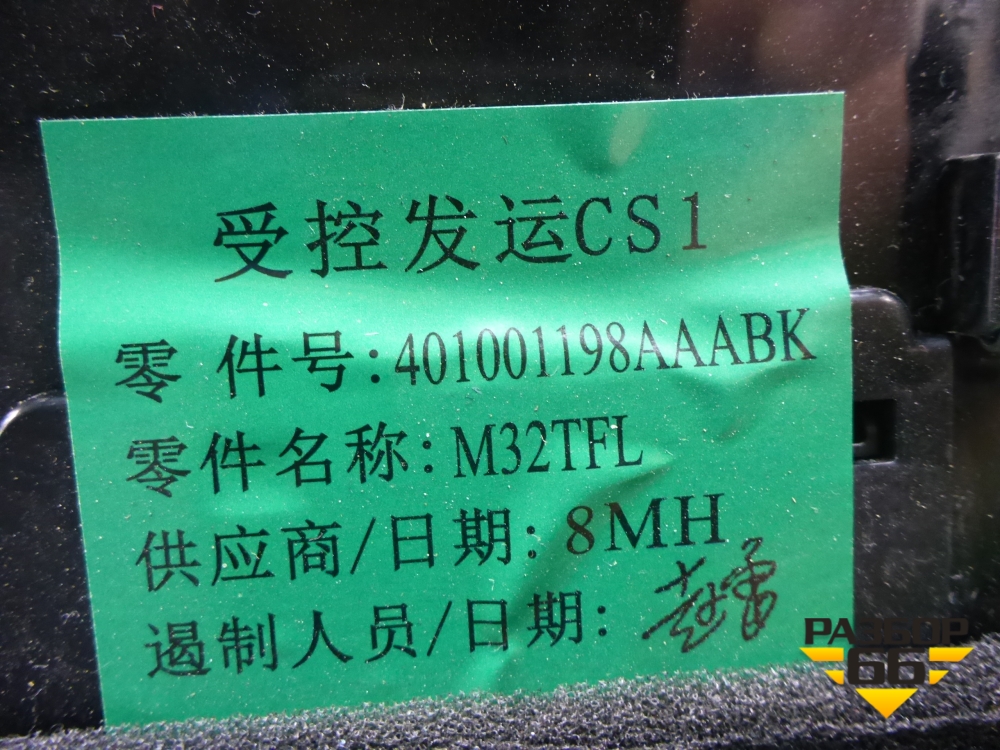 受控发运CS1
零 件号:401001198AAABK
零件名称:M32TFL
供应商/日期:8MH
遏制人员/日期:
РАЗБОР
66